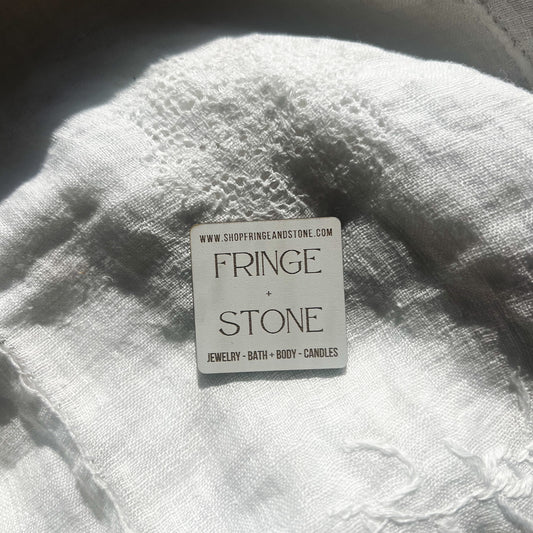 WWW.SHOPFRINGEANDSTONE.COM
FRINGE
+
STONE
JEWELRY - BATH + BODY - CANDLES